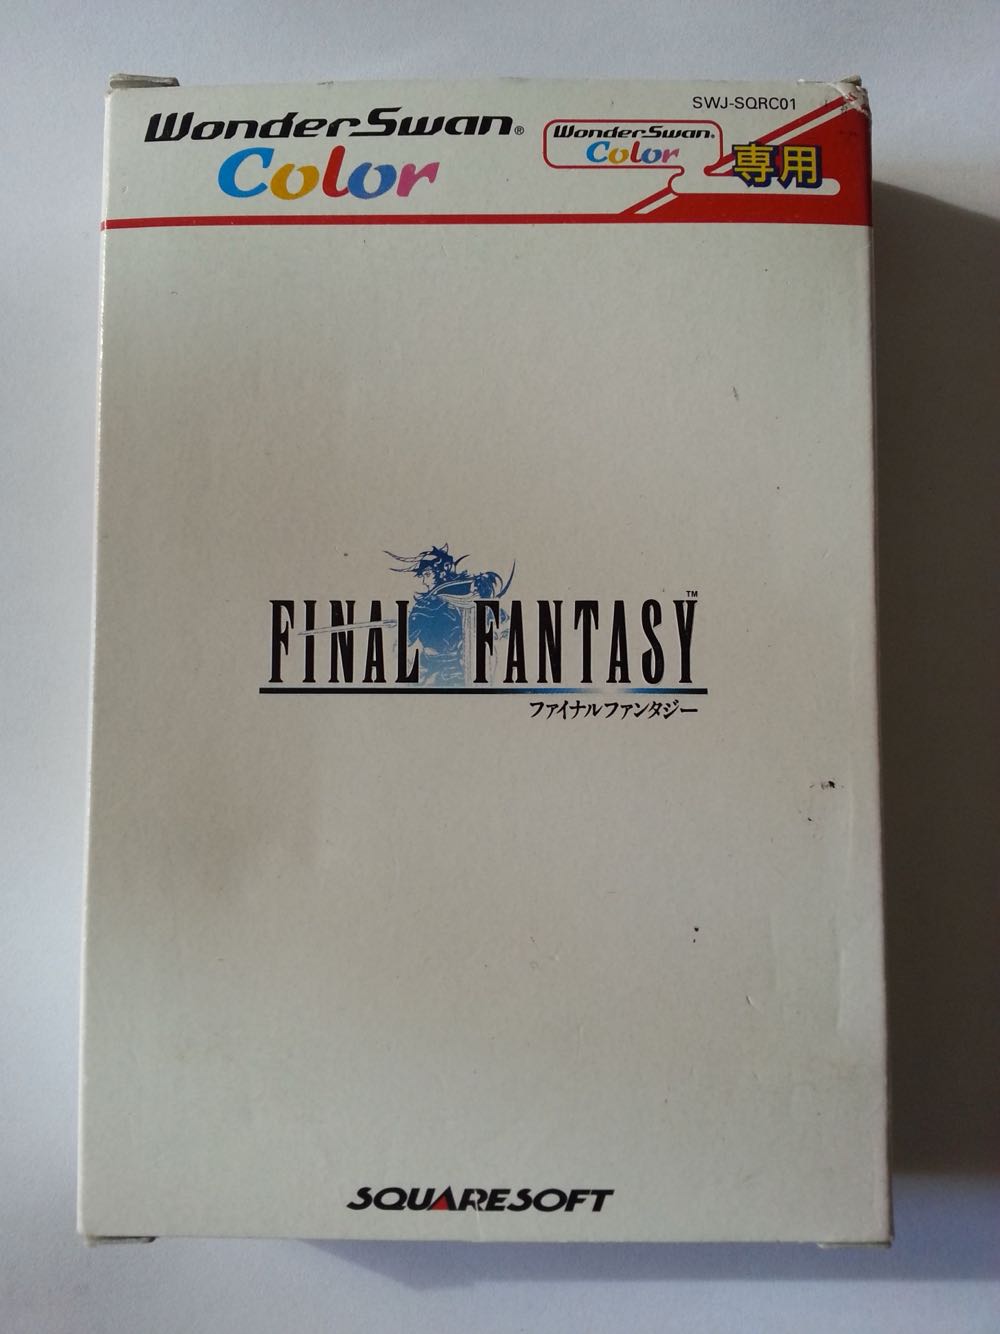 SWJ-SQRC01
WonderSwan®
Color
WonderSwan®
Color
専用
FINAL FANTASY™
ファイナルファンタジー
SQUARESOFT